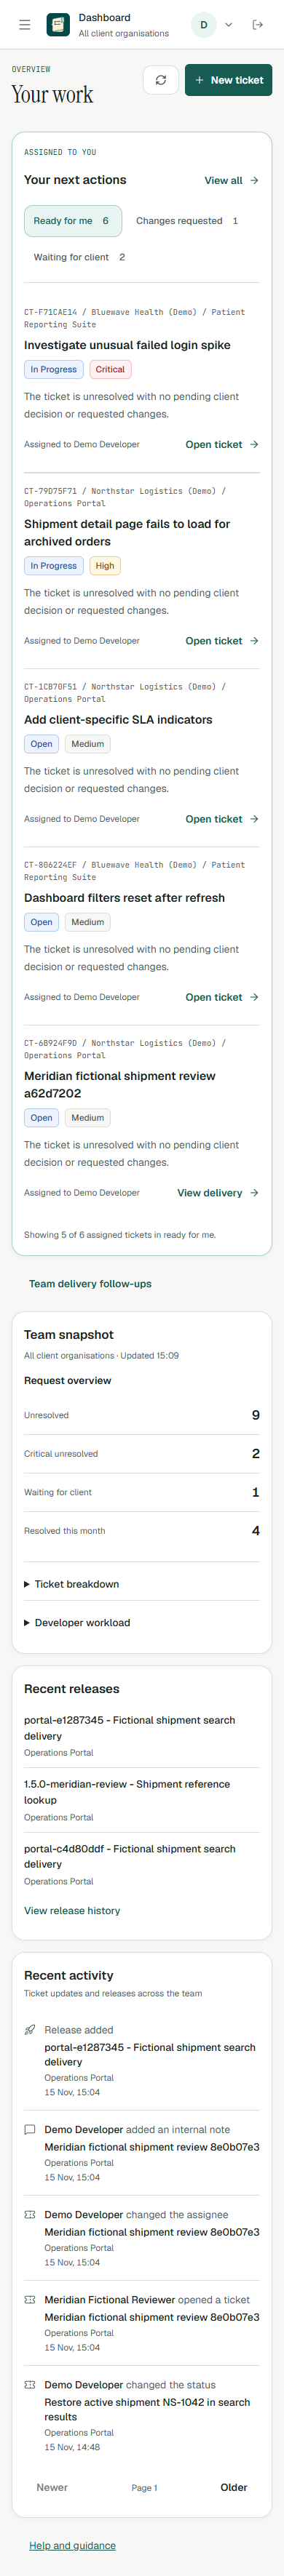 Dashboard
All client organisations
D
OVERVIEW
Your work
New ticket
ASSIGNED TO YOU
Your next actions
View all
Ready for me 6
Changes requested 1
Waiting for client 2
CT-F71CAE14 / Bluewave Health (Demo) / Patient
Reporting Suite
Investigate unusual failed login spike
In Progress
Critical
The ticket is unresolved with no pending client
decision or requested changes.
Assigned to Demo Developer
Open ticket
CT-79D75F71 / Northstar Logistics (Demo) /
Operations Portal
Shipment detail page fails to load for
archived orders
In Progress
High
The ticket is unresolved with no pending client
decision or requested changes.
Assigned to Demo Developer
Open ticket
CT-1CB70F51 / Northstar Logistics (Demo) /
Operations Portal
Add client-specific SLA indicators
Open
Medium
The ticket is unresolved with no pending client
decision or requested changes.
Assigned to Demo Developer
Open ticket
CT-806224EF / Bluewave Health (Demo) / Patient
Reporting Suite
Dashboard filters reset after refresh
Open
Medium
The ticket is unresolved with no pending client
decision or requested changes.
Assigned to Demo Developer
Open ticket
CT-6B924F9D / Northstar Logistics (Demo) /
Operations Portal
Meridian fictional shipment review
a62d7202
Open
Medium
The ticket is unresolved with no pending client
decision or requested changes.
Assigned to Demo Developer
View delivery
Showing 5 of 6 assigned tickets in ready for me.
Team delivery follow-ups
Team snapshot
All client organisations · Updated 15:09
Request overview
Unresolved 9
Critical unresolved 2
Waiting for client 1
Resolved this month 4
Ticket breakdown
Developer workload
Recent releases
portal-e1287345 - Fictional shipment search
delivery
Operations Portal
1.5.0-meridian-review - Shipment reference
lookup
Operations Portal
portal-c4d80ddf - Fictional shipment search
delivery
Operations Portal
View release history
Recent activity
Ticket updates and releases across the team
Release added
portal-e1287345 - Fictional shipment search
delivery
Operations Portal
15 Nov, 15:04
Demo Developer added an internal note
Meridian fictional shipment review 8e0b07e3
Operations Portal
15 Nov, 15:04
Demo Developer changed the assignee
Meridian fictional shipment review 8e0b07e3
Operations Portal
15 Nov, 15:04
Meridian Fictional Reviewer opened a ticket
Meridian fictional shipment review 8e0b07e3
Operations Portal
15 Nov, 15:04
Demo Developer changed the status
Restore active shipment NS-1042 in search
results
Operations Portal
15 Nov, 14:48
Newer
Page 1
Older
Help and guidance